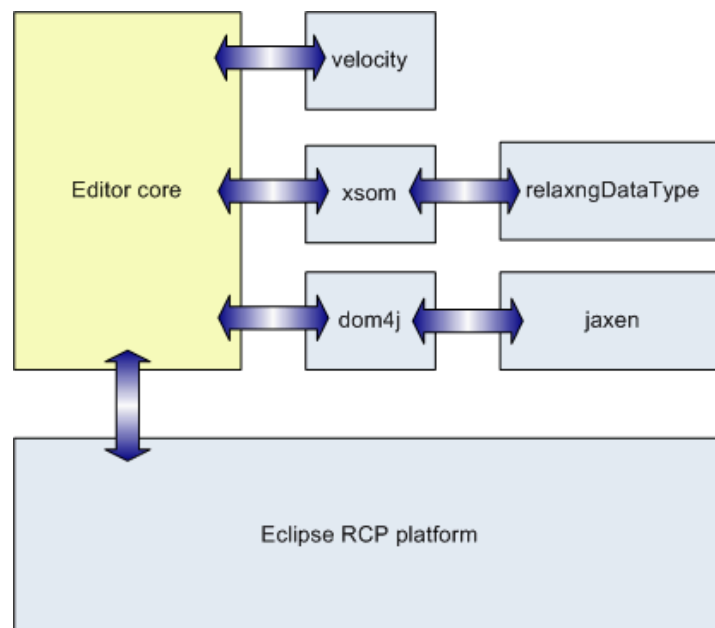 velocity
Editor core
xsom
relaxngDataType
dom4j
jaxen
Eclipse RCP platform